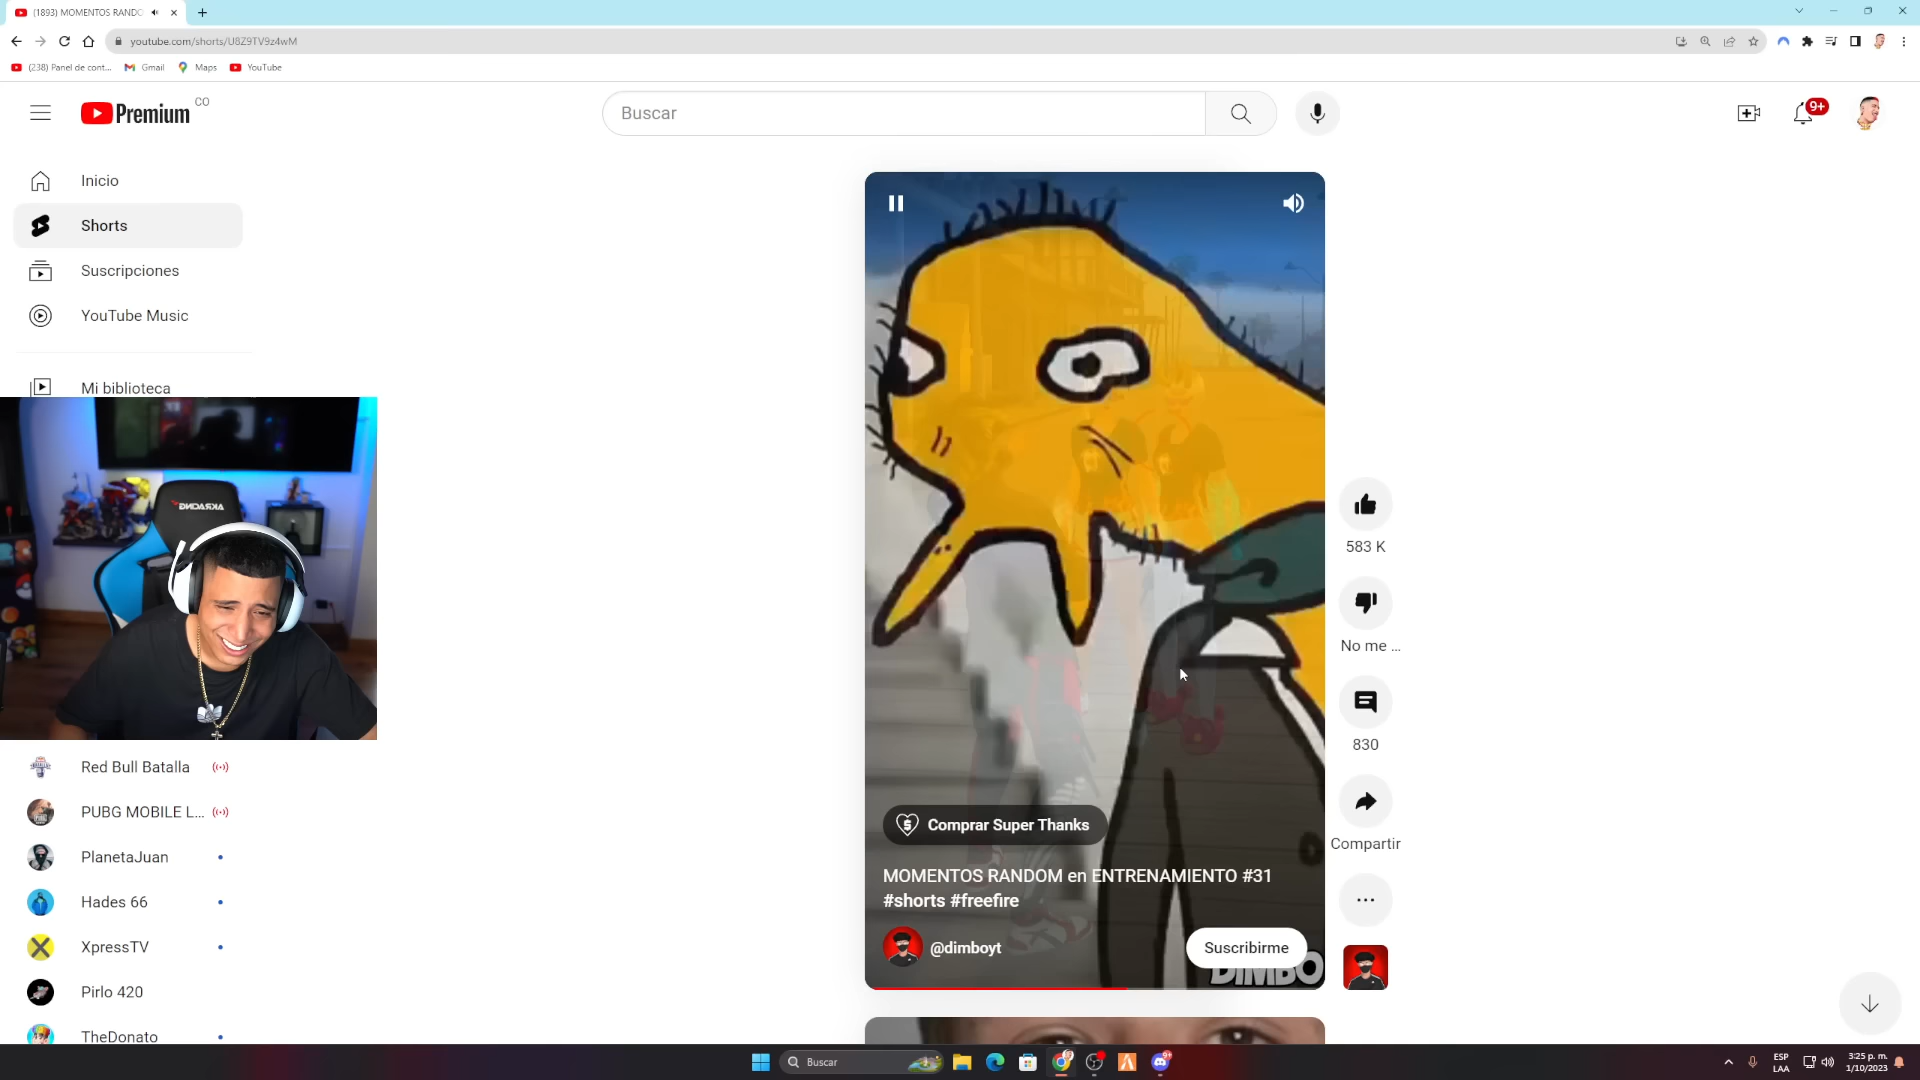 (1893) MOMENTOS RANDO
youtube.com/shorts/U8Z9TV9z4wM
(238) Panel de cont...
Gmail
Maps
YouTube
Premium
CO
Buscar
9+
Inicio
Shorts
Suscripciones
YouTube Music
Mi biblioteca
AKRACING
Red Bull Batalla
PUBG MOBILE L...
PlanetaJuan
Hades 66
XpressTV
Pirlo 420
TheDonato
583 K
No me ...
830
Compartir
Comprar Super Thanks
MOMENTOS RANDOM en ENTRENAMIENTO #31
#shorts #freefire
@dimboyt
Suscribirme
DIMBO
Buscar
ESP
LAA
3:25 p. m.
1/10/2023